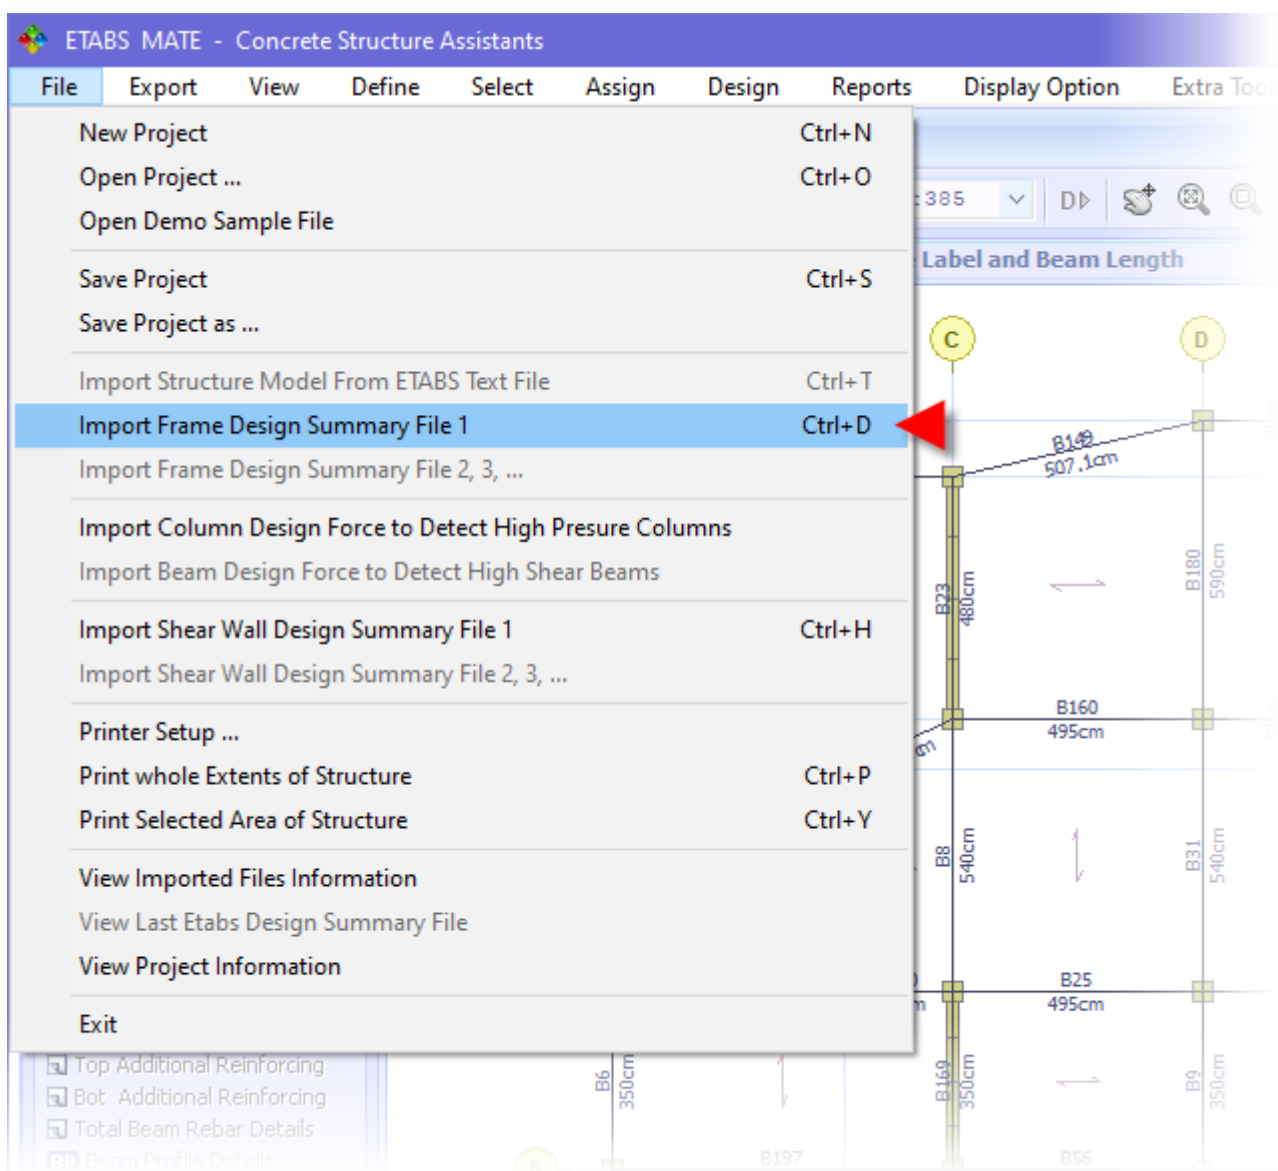 ETABS MATE - Concrete Structure Assistants
File Export View Define Select Assign Design Reports Display Option Extra Tool
New Project Ctrl+N
Open Project ... Ctrl+O
Open Demo Sample File
385 D
Label and Beam Length
Save Project Ctrl+S
Save Project as ...
C D
Import Structure Model From ETABS Text File Ctrl+T
Import Frame Design Summary File 1 Ctrl+D
Import Frame Design Summary File 2, 3, ...
B149
507.1cm
Import Column Design Force to Detect High Presure Columns
Import Beam Design Force to Detect High Shear Beams
B23
480cm
B180
590cm
Import Shear Wall Design Summary File 1 Ctrl+H
Import Shear Wall Design Summary File 2, 3, ...
B160
495cm
Printer Setup ...
Print whole Extents of Structure Ctrl+P
Print Selected Area of Structure Ctrl+Y
B8
540cm
B31
540cm
View Imported Files Information
View Last Etabs Design Summary File
View Project Information
B25
495cm
Exit
Top Additional Reinforcing
Bot Additional Reinforcing
Total Beam Rebar Details
BD Beam Profile Details
B6
350cm
B169
350cm
B9
350cm
S
B197
B56